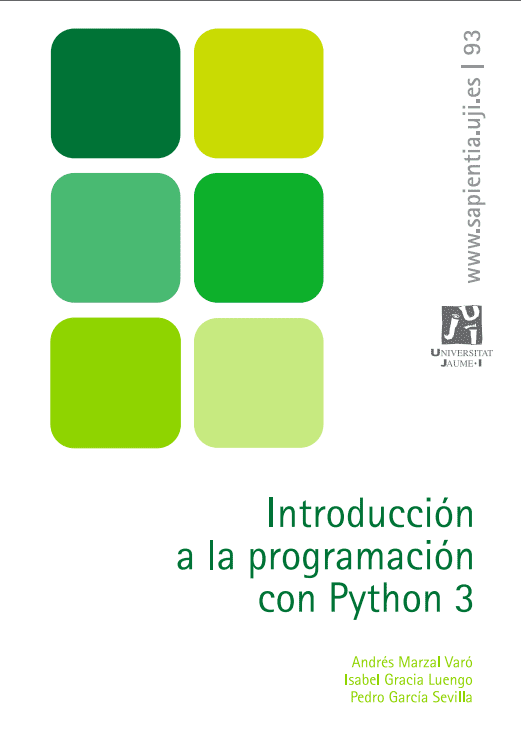 www.sapientia.uji.es | 93
UJI
UNIVERSITAT
JAUME·I
Introducción
a la programación
con Python 3
Andrés Marzal Varó
Isabel Gracia Luengo
Pedro García Sevilla